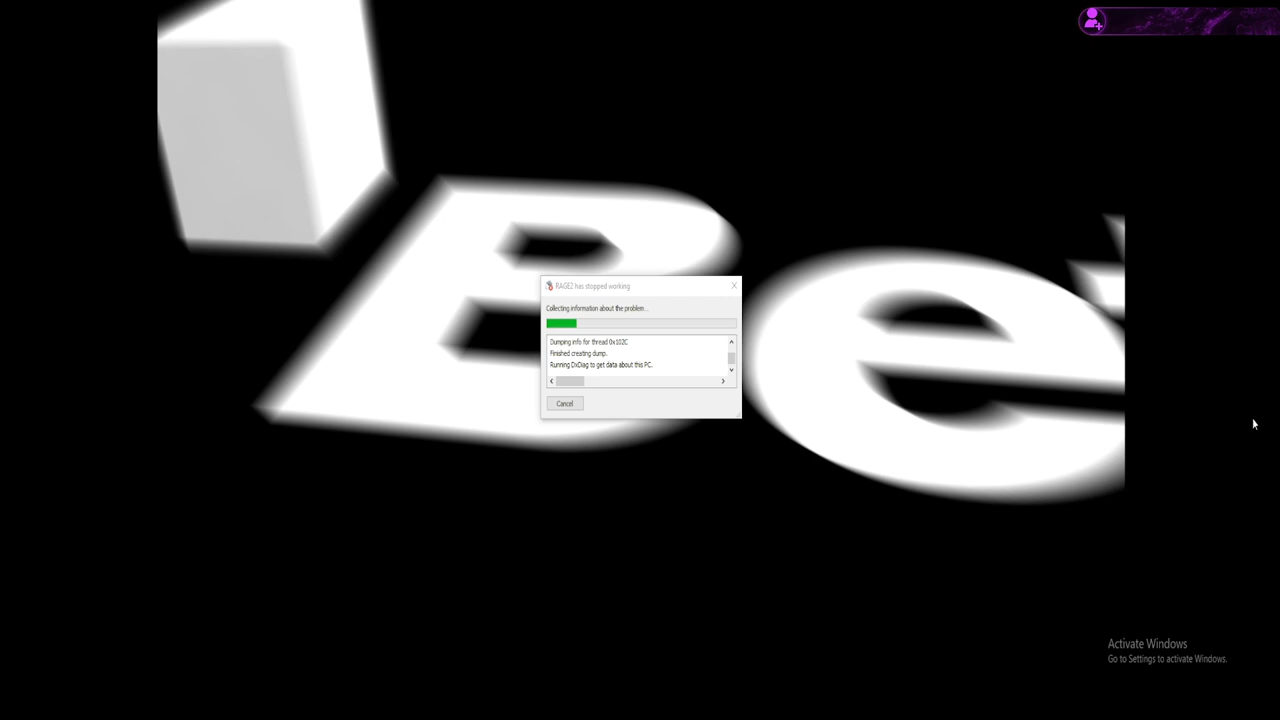 Be
RAGE2 has stopped working
Collecting information about the problem...
Dumping info for thread 0x102C
Finished creating dump.
Running DxDiag to get data about this PC.
Cancel
Activate Windows
Go to Settings to activate Windows.